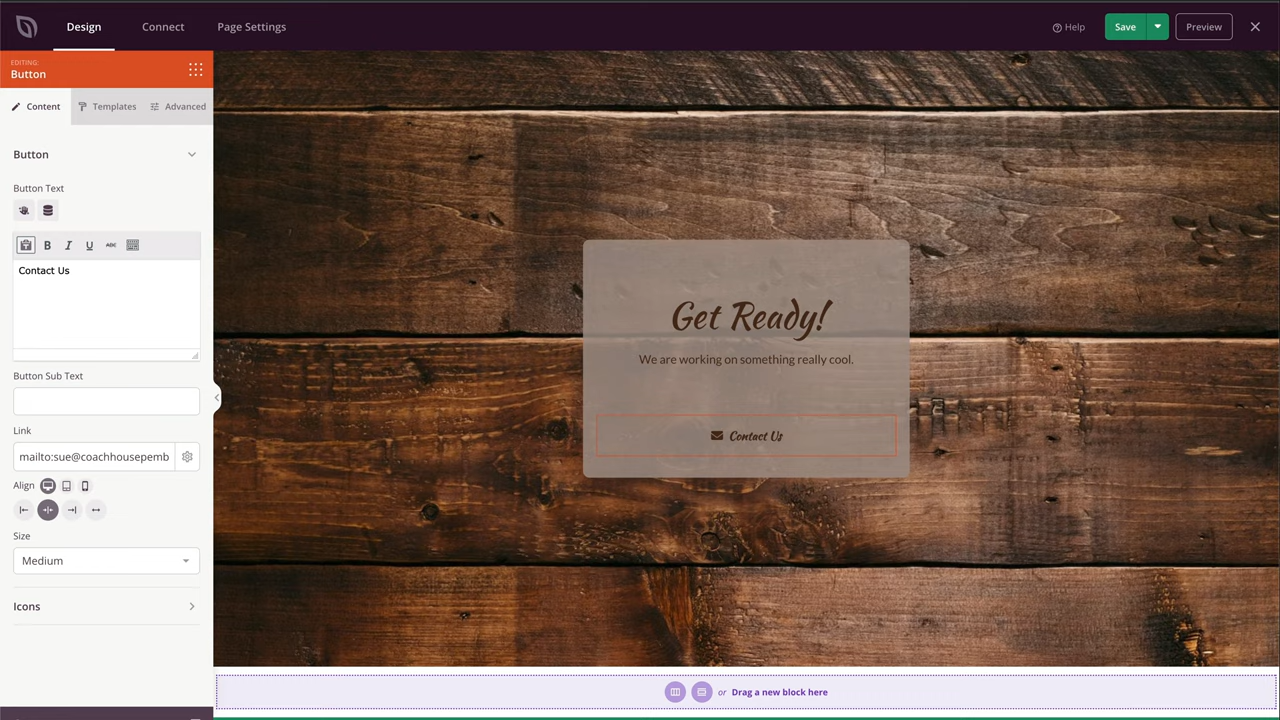 Design Connect Page Settings Help Save Preview
EDITING:
Button
Content Templates Advanced
Button
Button Text
B I U ABC
Contact Us
Button Sub Text
Link
mailto:sue@coachhousepemb
Align
Size
Medium
Icons
Get Ready!
We are working on something really cool.
Contact Us
or Drag a new block here